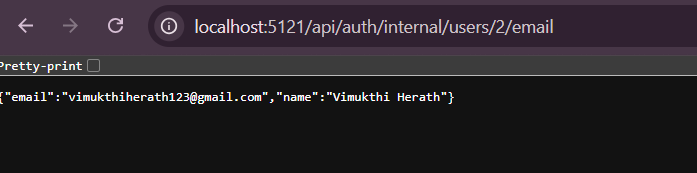 localhost:5121/api/auth/internal/users/2/email
Pretty-print
{"email":"vimukthiherath123@gmail.com","name":"Vimukthi Herath"}